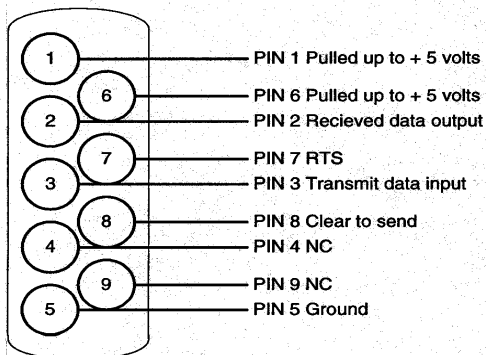 1
PIN 1 Pulled up to + 5 volts
6
PIN 6 Pulled up to + 5 volts
2
PIN 2 Recieved data output
7
PIN 7 RTS
3
PIN 3 Transmit data input
8
PIN 8 Clear to send
4
PIN 4 NC
9
PIN 9 NC
5
PIN 5 Ground